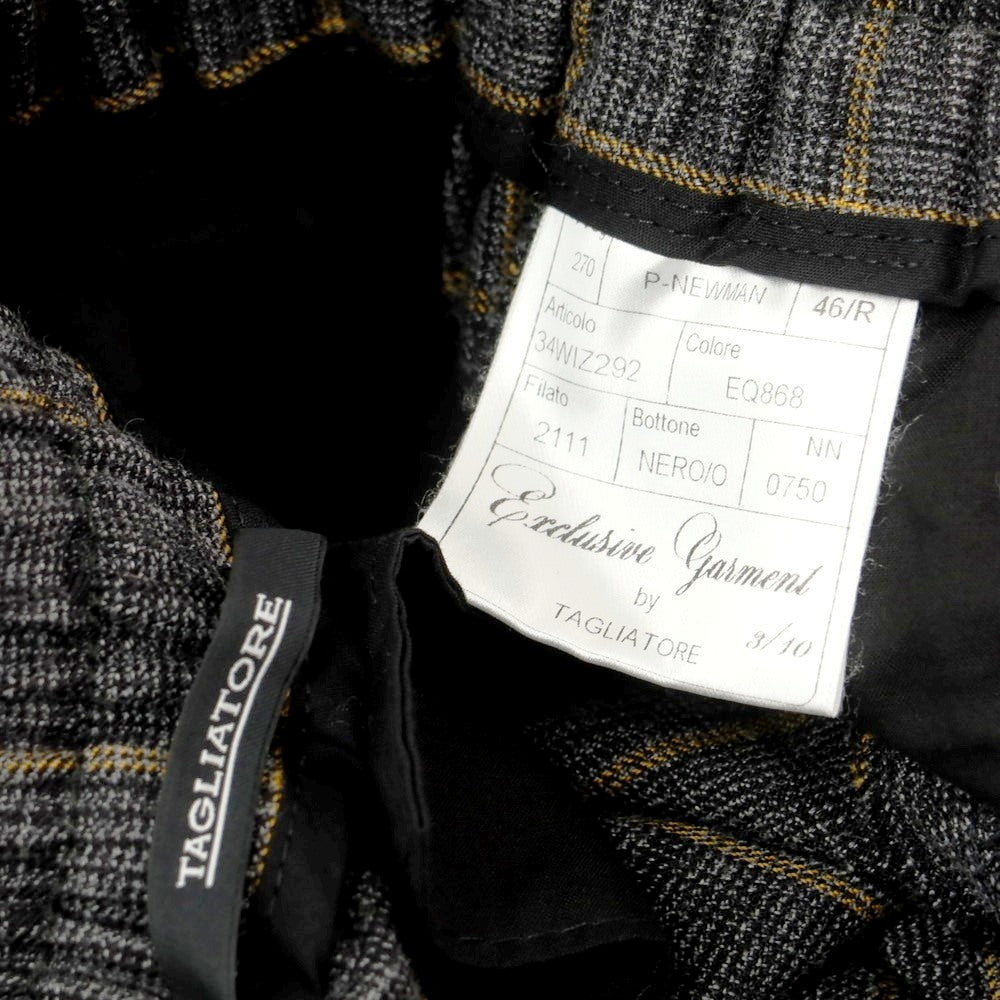 270 P-NEWMAN 46/R
Articolo
34WIZ292
Colore
EQ868
Filato
2111
Bottone
NERO/0
NN
0750
Exclusive Garment
by
TAGLIATORE 3/10
TAGLIATORE